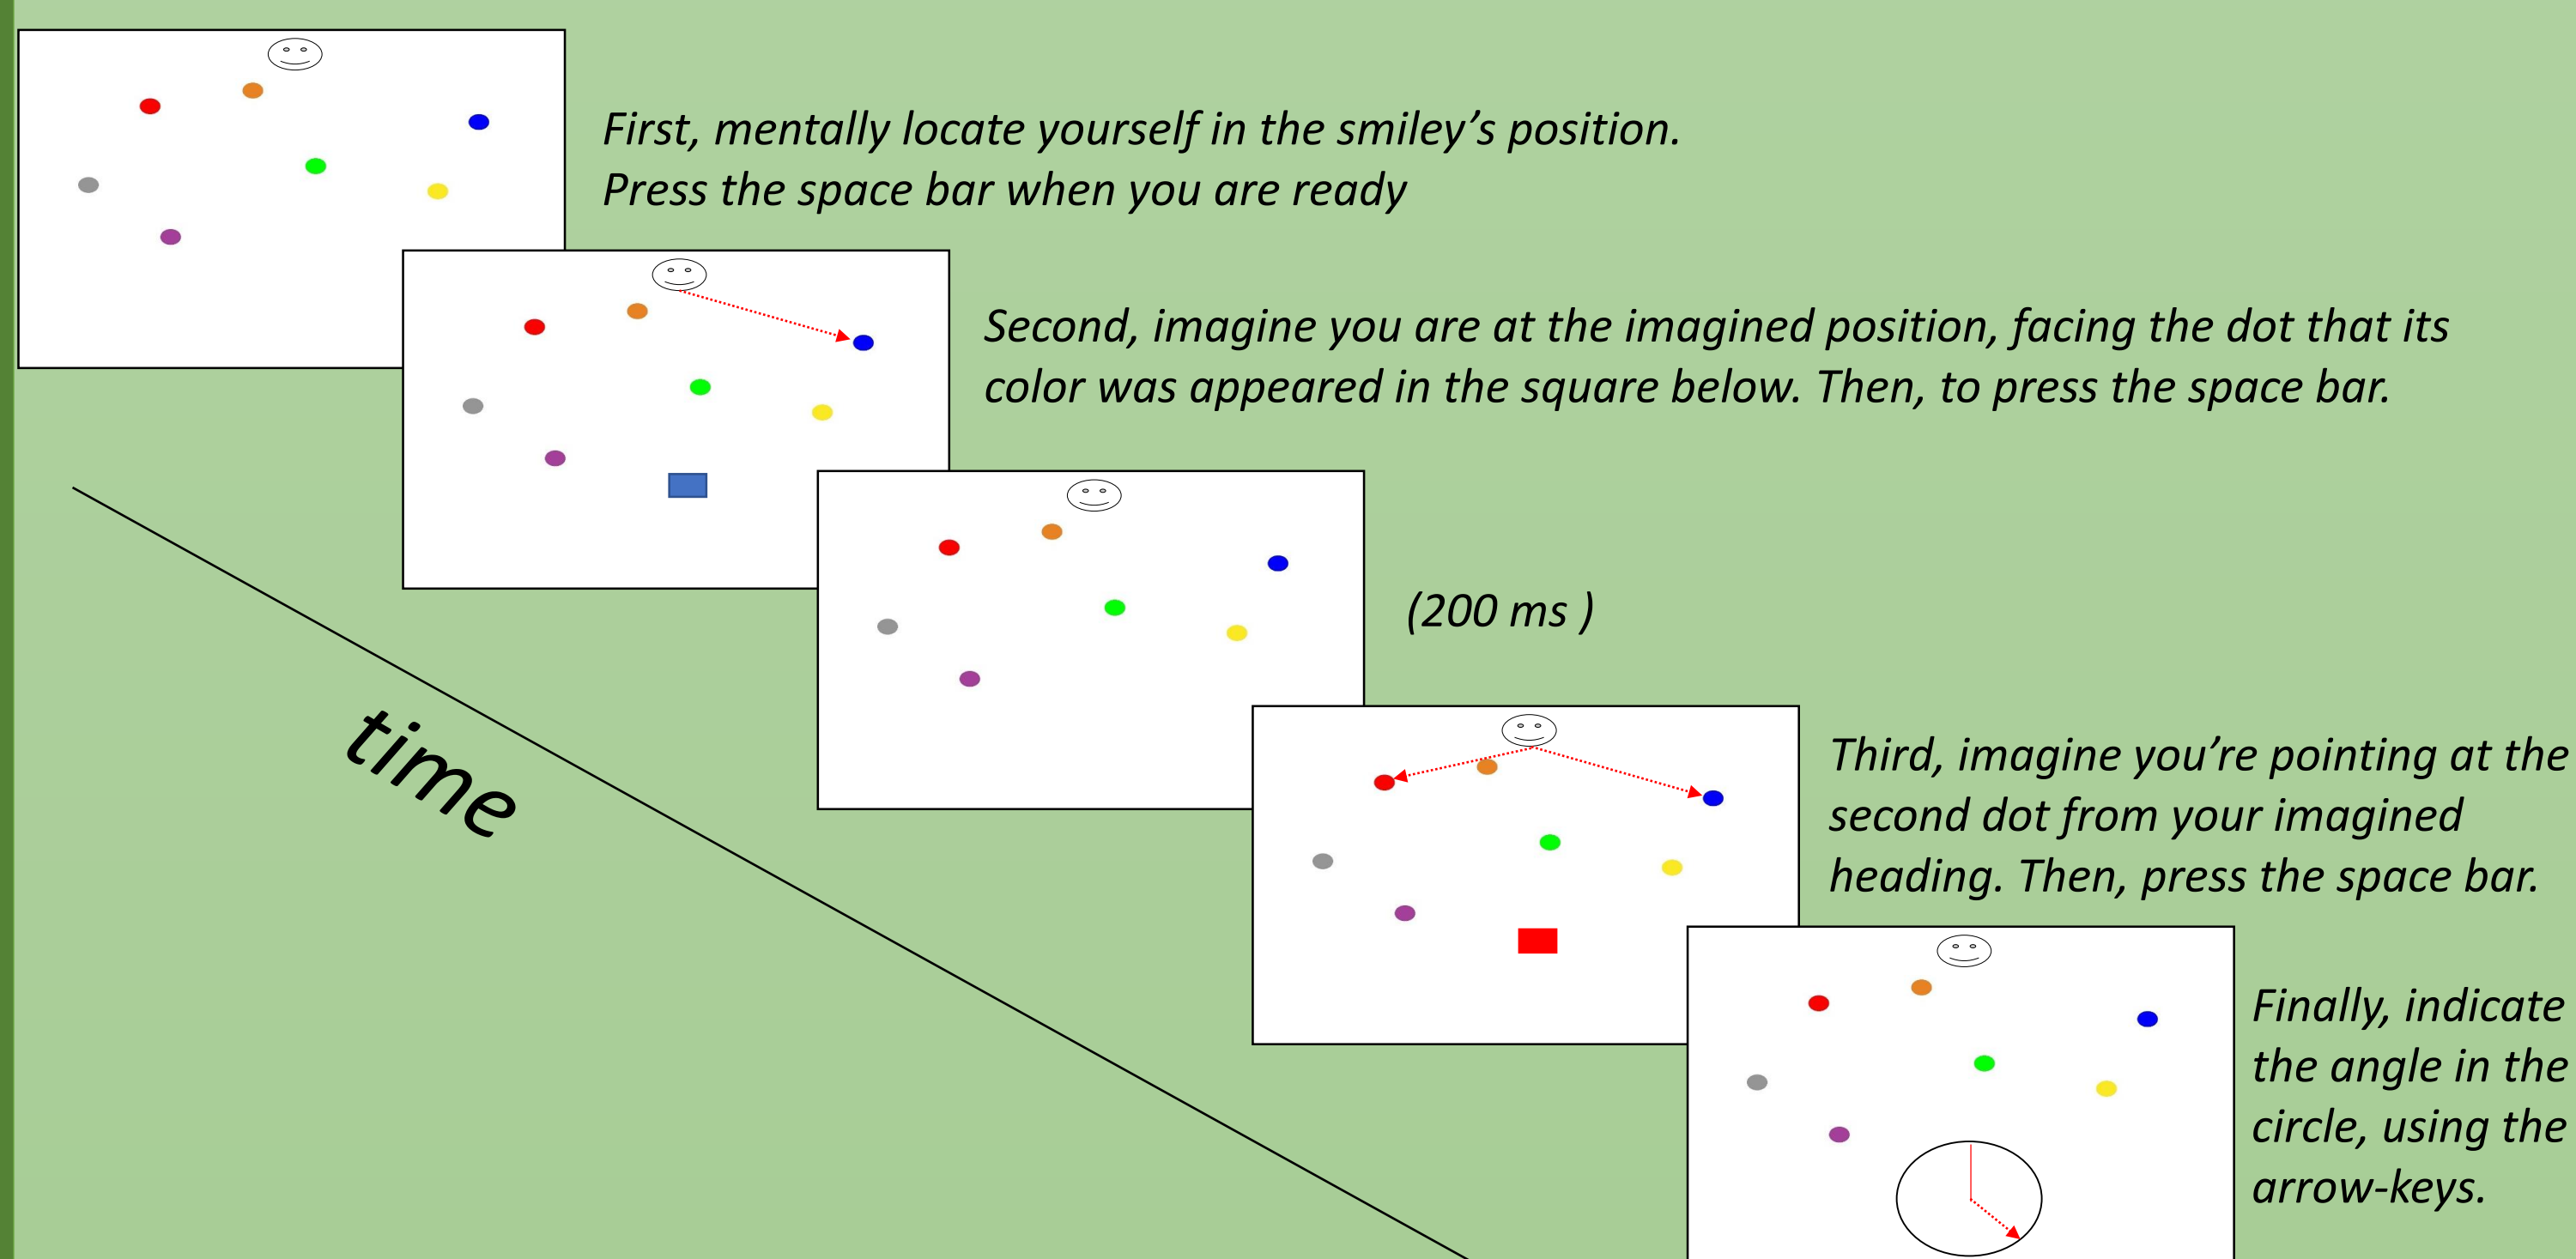 First, mentally locate yourself in the smiley’s position.
Press the space bar when you are ready
Second, imagine you are at the imagined position, facing the dot that its
color was appeared in the square below. Then, to press the space bar.
(200 ms )
time
Third, imagine you’re pointing at the
second dot from your imagined
heading. Then, press the space bar.
Finally, indicate
the angle in the
circle, using the
arrow-keys.